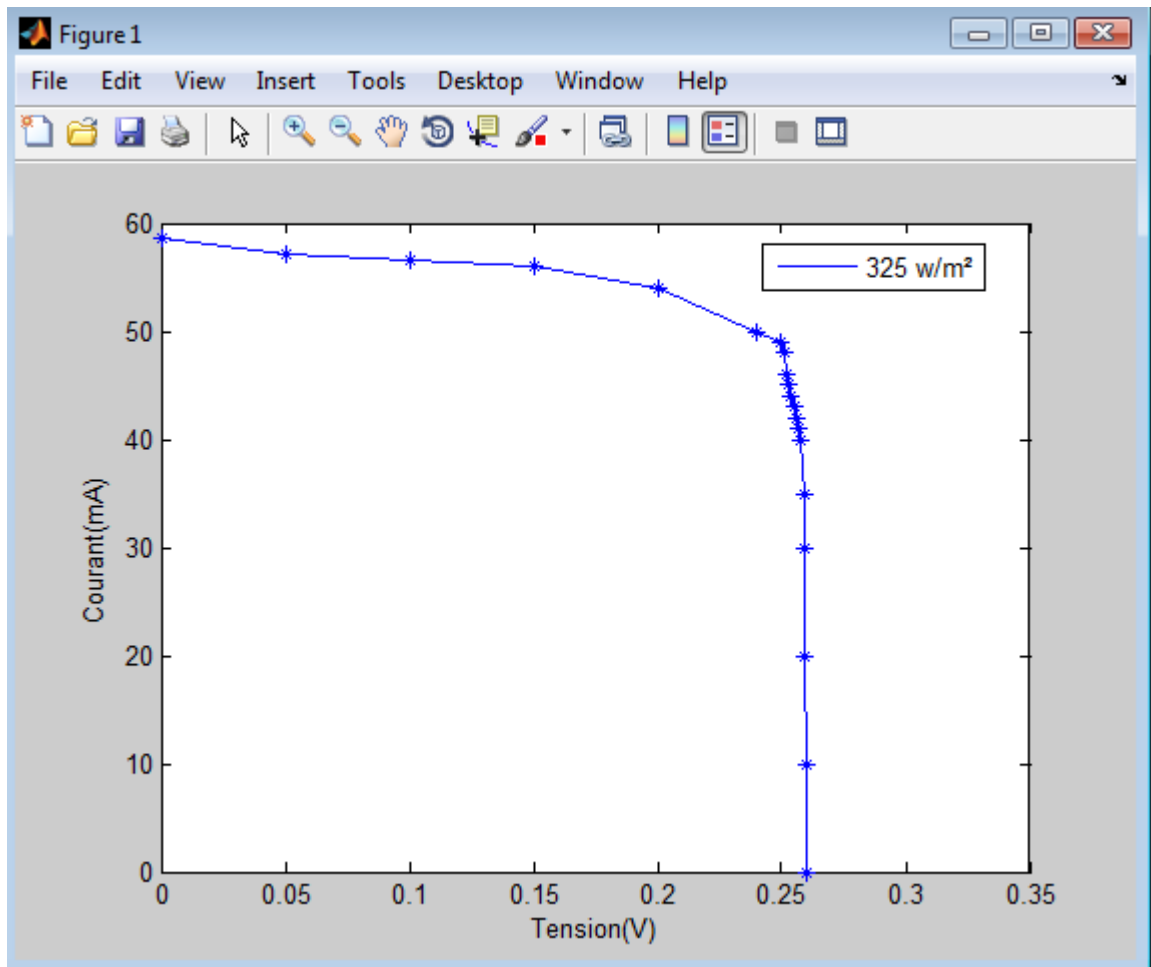 Figure 1
File Edit View Insert Tools Desktop Window Help
60
50
40
30
20
10
0
Courant(mA)
325 w/m²
0 0.05 0.1 0.15 0.2 0.25 0.3 0.35
Tension(V)